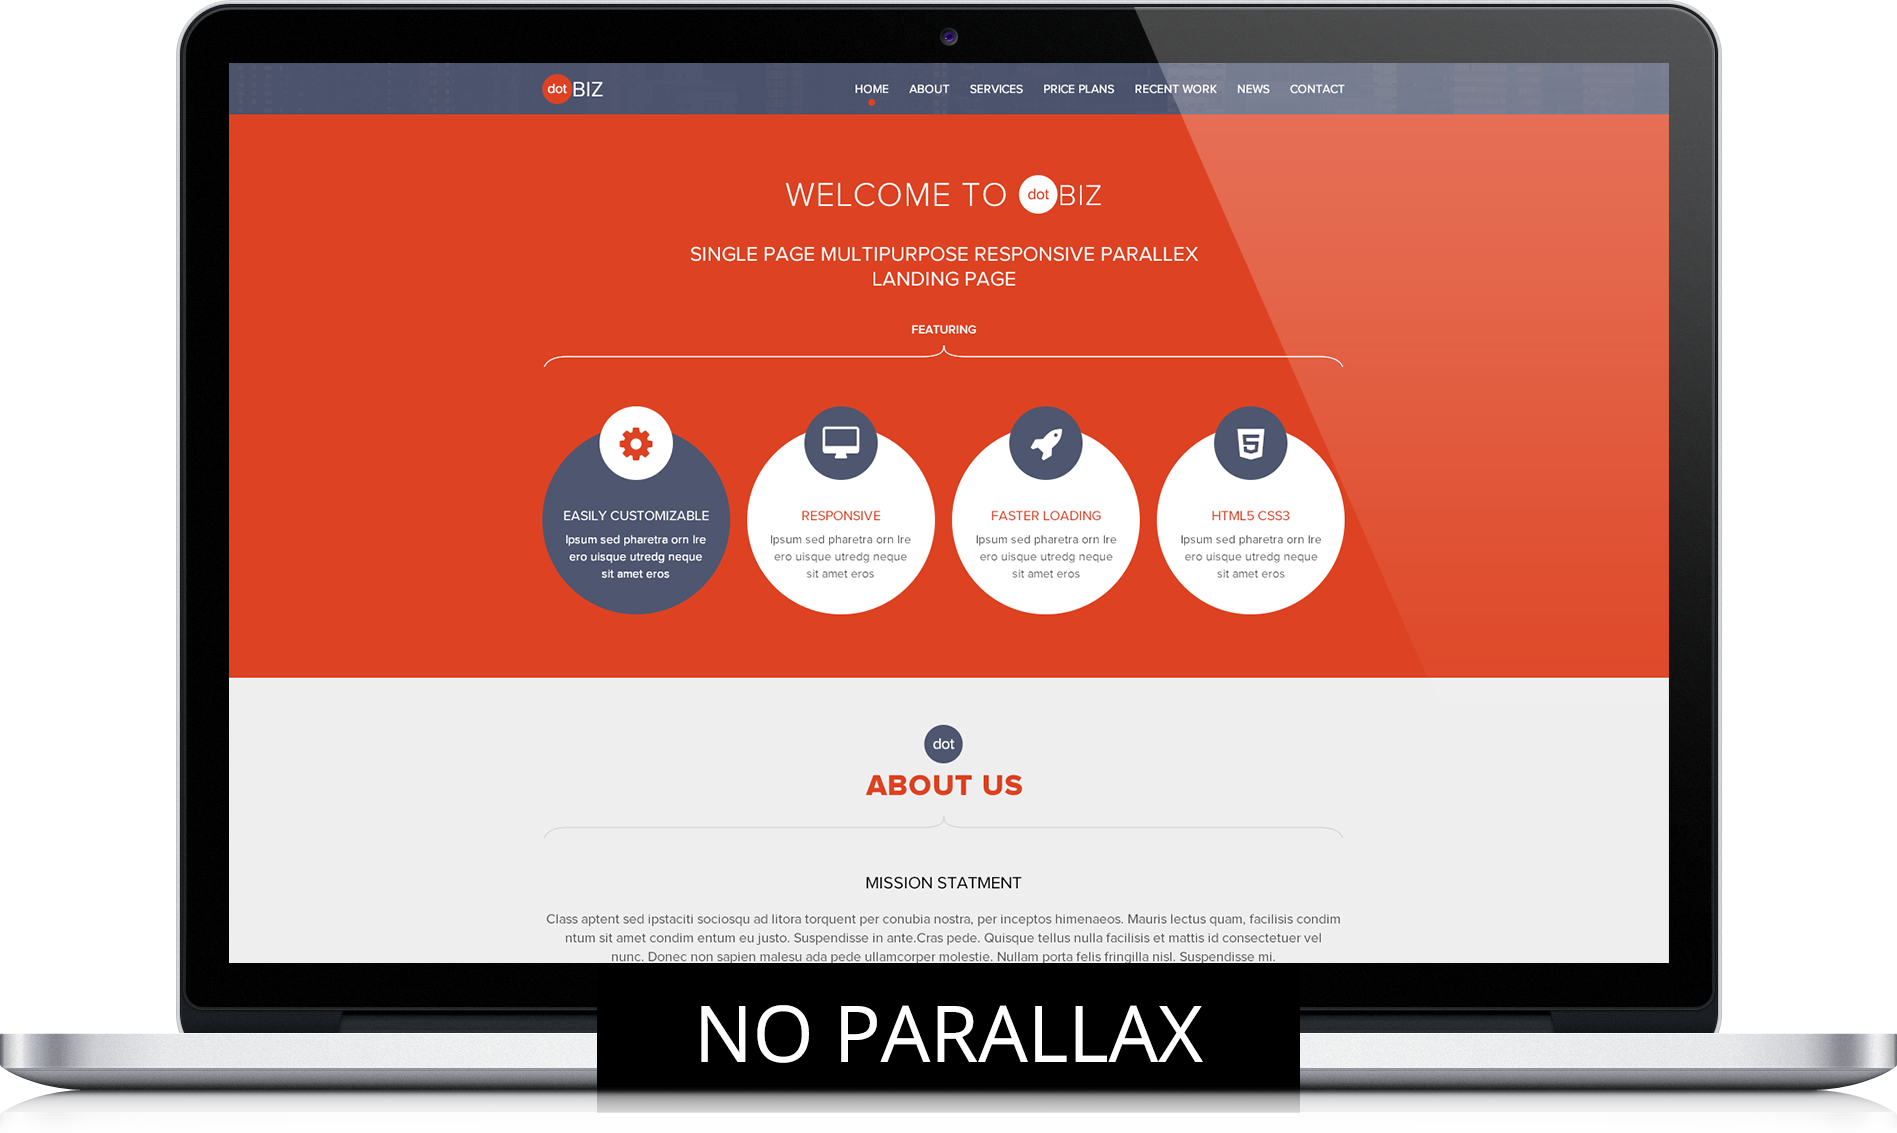 dot BIZ
HOME ABOUT SERVICES PRICE PLANS RECENT WORK NEWS CONTACT
WELCOME TO dot BIZ
SINGLE PAGE MULTIPURPOSE RESPONSIVE PARALLEX
LANDING PAGE
FEATURING
EASILY CUSTOMIZABLE
Ipsum sed pharetra orn lre
ero uisque utredg neque
sit amet eros
RESPONSIVE
Ipsum sed pharetra orn lre
ero uisque utredg neque
sit amet eros
FASTER LOADING
Ipsum sed pharetra orn lre
ero uisque utredg neque
sit amet eros
5
HTML5 CSS3
Ipsum sed pharetra orn lre
ero uisque utredg neque
sit amet eros
dot
ABOUT US
MISSION STATMENT
Class aptent sed ipstaciti sociosqu ad litora torquent per conubia nostra, per inceptos himenaeos. Mauris lectus quam, facilisis condim
ntum sit amet condim entum eu justo. Suspendisse in ante.Cras pede. Quisque tellus nulla facilisis et mattis id consectetuer vel
nunc. Donec non sapien malesu ada pede ullamcorper molestie. Nullam porta felis fringilla nisl. Suspendisse mi.
NO PARALLAX